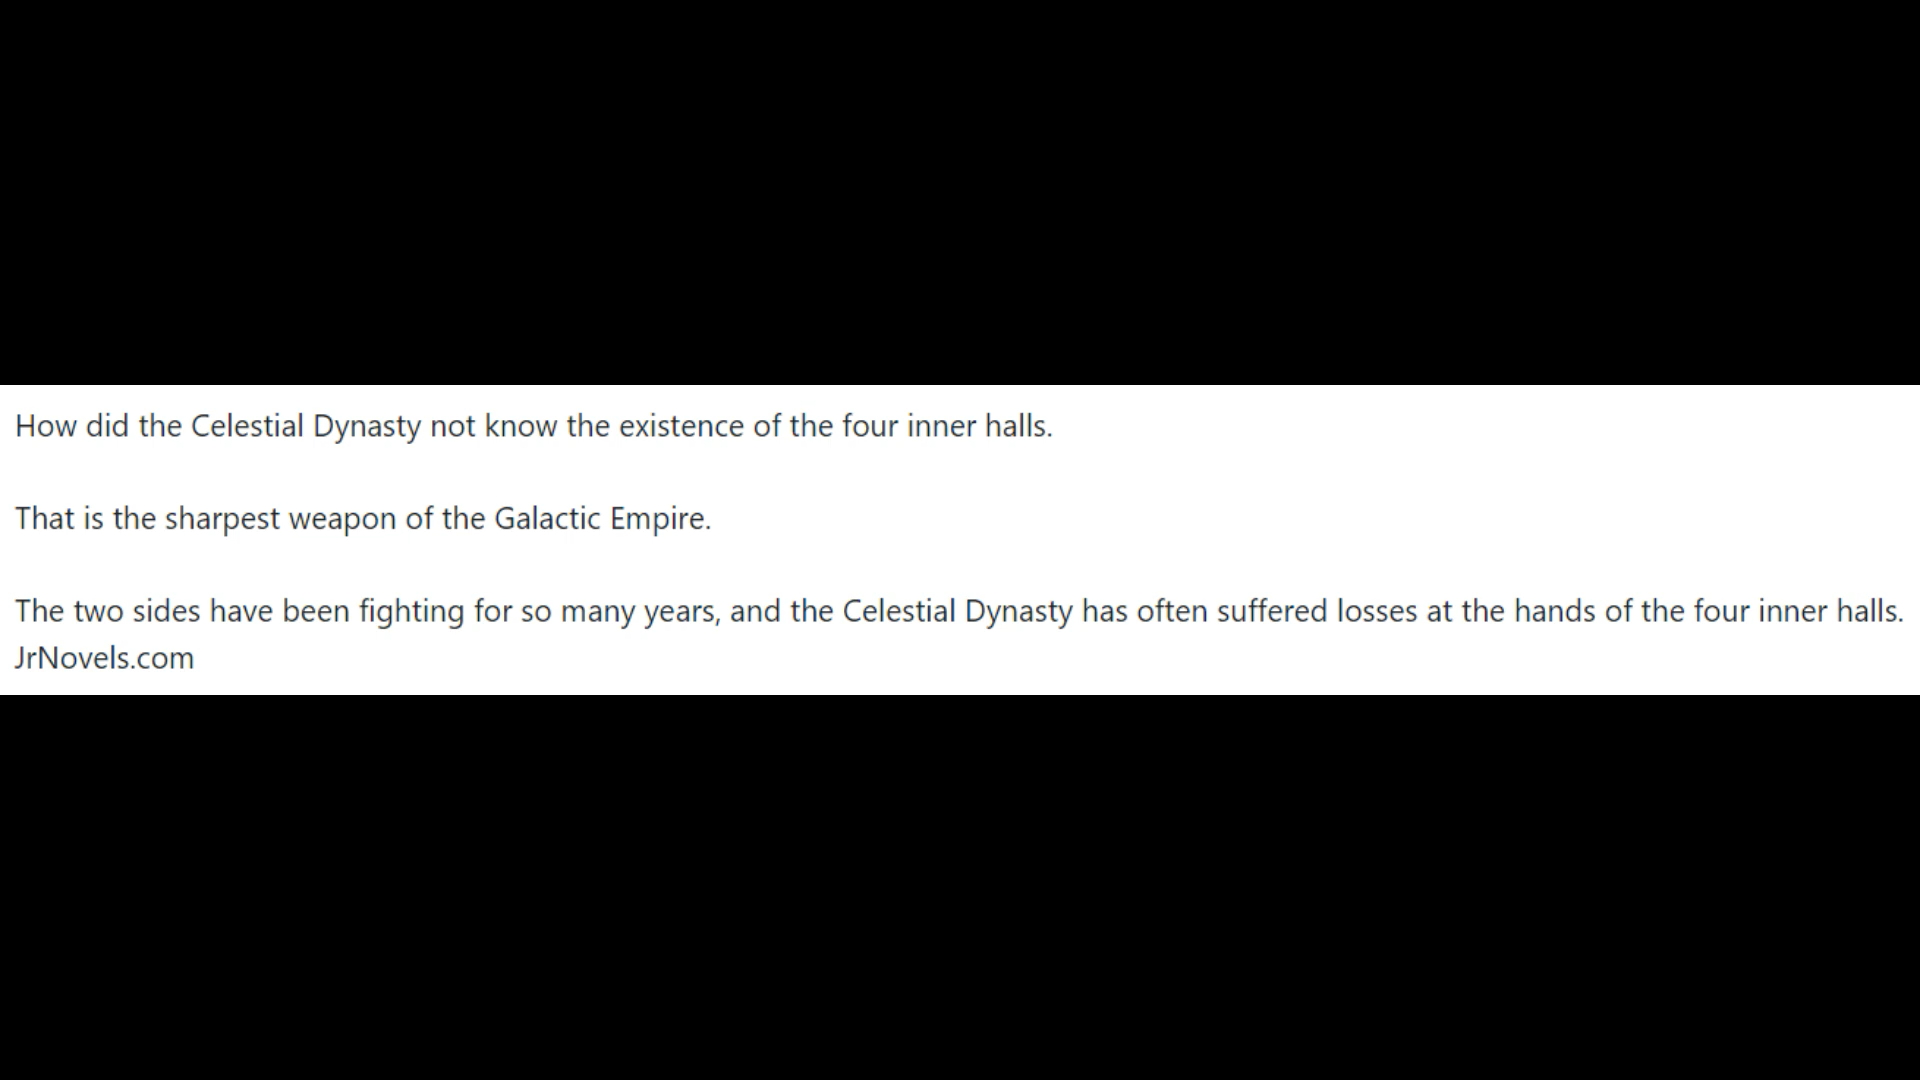 How did the Celestial Dynasty not know the existence of the four inner halls.
That is the sharpest weapon of the Galactic Empire.
The two sides have been fighting for so many years, and the Celestial Dynasty has often suffered losses at the hands of the four inner halls.
JrNovels.com